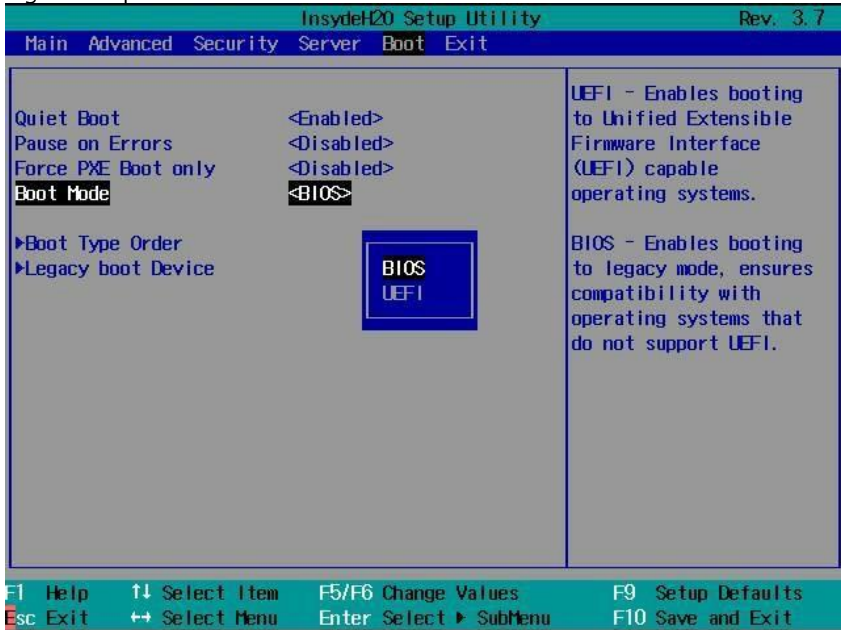 InsydeH2O Setup Utility Rev. 3.7
Main Advanced Security Server Boot Exit
Quiet Boot <Enabled>
Pause on Errors <Disabled>
Force PXE Boot only <Disabled>
Boot Mode <BIOS>
▶Boot Type Order
▶Legacy boot Device
BIOS
UEFI
UEFI - Enables booting
to Unified Extensible
Firmware Interface
(UEFI) capable
operating systems.
BIOS - Enables booting
to legacy mode, ensures
compatibility with
operating systems that
do not support UEFI.
F1 Help ↑↓ Select Item F5/F6 Change Values F9 Setup Defaults
Esc Exit ↔ Select Menu Enter Select ▶ SubMenu F10 Save and Exit